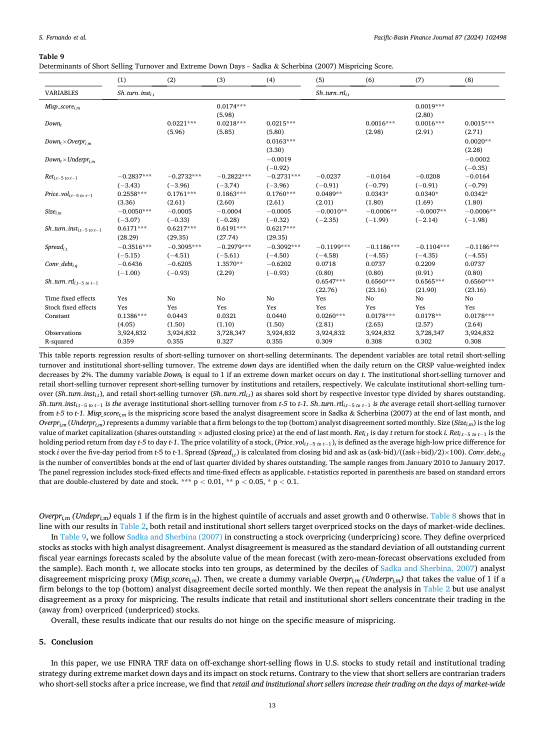 S. Fernando et al.
Pacific-Basin Finance Journal 87 (2024) 102498
Table 9
Determinants of Short Selling Turnover and Extreme Down Days – Sadka & Scherbina (2007) Mispricing Score.
(1) (2) (3) (4) (5) (6) (7) (8)
VARIABLES Sh.turn.inst_{i,t} Sh.turn.rtl_{i,t}
Misp_score_{i,m} 0.0174*** 0.0019***
(5.98) (2.80)
Down_t 0.0221*** 0.0218*** 0.0215*** 0.0016*** 0.0016*** 0.0015***
(5.96) (5.85) (5.80) (2.98) (2.91) (2.71)
Down_t×Overpr_{i,m} 0.0163*** 0.0020**
(3.30) (2.28)
Down_t×Underpr_{i,m} −0.0019 −0.0002
(−0.92) (−0.35)
Ret_{i,t−5 to t−1} −0.2837*** −0.2732*** −0.2822*** −0.2731*** −0.0237 −0.0164 −0.0208 −0.0164
(−3.43) (−3.96) (−3.74) (−3.96) (−0.91) (−0.79) (−0.91) (−0.79)
Price_vol_{i,t−5 to t−1} 0.2558*** 0.1761*** 0.1863*** 0.1760*** 0.0489** 0.0343* 0.0340* 0.0342*
(3.36) (2.61) (2.60) (2.61) (2.01) (1.80) (1.69) (1.80)
Size_{i,m} −0.0050*** −0.0005 −0.0004 −0.0005 −0.0010** −0.0006** −0.0007** −0.0006**
(−3.07) (−0.33) (−0.28) (−0.32) (−2.35) (−1.99) (−2.14) (−1.98)
Sh.turn.inst_{i,t−5 to t−1} 0.6171*** 0.6217*** 0.6191*** 0.6217***
(28.29) (29.35) (27.74) (29.35)
Spread_{i,t} −0.3516*** −0.3095*** −0.2979*** −0.3092*** −0.1199*** −0.1186*** −0.1104*** −0.1186***
(−5.15) (−4.51) (−5.61) (−4.50) (−4.58) (−4.55) (−4.35) (−4.55)
Conv_debt_{i,q} −0.6436 −0.6205 1.3570** −0.6202 0.0718 0.0737 0.2209 0.0737
(−1.00) (−0.93) (2.29) (−0.93) (0.80) (0.80) (0.91) (0.80)
Sh.turn.rtl_{i,t−5 to t−1} 0.6547*** 0.6560*** 0.6565*** 0.6560***
(22.76) (23.16) (21.90) (23.16)
Time fixed effects Yes No No No Yes No No No
Stock fixed effects Yes Yes Yes Yes Yes Yes Yes Yes
Constant 0.1386*** 0.0443 0.0321 0.0440 0.0260*** 0.0178*** 0.0178** 0.0178***
(4.05) (1.50) (1.10) (1.50) (2.81) (2.65) (2.57) (2.64)
Observations 3,924,832 3,924,832 3,728,347 3,924,832 3,924,832 3,924,832 3,728,347 3,924,832
R-squared 0.359 0.355 0.327 0.355 0.309 0.308 0.302 0.308
This table reports regression results of short-selling turnover on short-selling determinants. The dependent variables are total retail short-selling
turnover and institutional turnover. The extreme down days are identified when the daily return on the CRSP value-weighted index
decreases by 2%. The dummy variable Down_t is equal to 1 if an extreme down market occurs on day t. The institutional short-selling turnover and
retail short-selling turnover represent short-selling turnover by institutions and retailers, respectively. We calculate institutional short-selling turn-
over (Sh.turn.inst_{i,t}), and retail short-selling turnover (Sh.turn.rtl_{i,t}) as shares sold short by respective investor type divided by shares outstanding.
Sh.turn.inst_{i,t−5 to t−1} is the average institutional short-selling turnover from t-5 to t-1. Sh.turn.rtl_{i,t−5 to t−1} is the average retail short-selling turnover
from t-5 to t-1. Misp_score_{i,m} is the mispricing score based the analyst disagreement score in Sadka & Scherbina (2007) at the end of last month, and
Overpr_{i,m} (Underpr_{i,m}) represents a dummy variable that a firm belongs to the top (bottom) analyst disagreement sorted monthly. Size (Size_{i,m}) is the log
value of market capitalization (shares outstanding × adjusted closing price) at the end of last month. Ret_{i,t} is day t return for stock i. Ret_{i,t−5 to t−1} is the
holding period return from day t-5 to day t-1. The price volatility of a stock, (Price_vol_{i,t−5 to t−1}), is defined as the average high-low price difference for
stock i over the five-day period from t-5 to t-1. Spread (Spread_{i,t}) is calculated from closing bid and ask as (ask-bid)/((ask+bid)/2)×100). Conv_debt_{i,q}
is the number of convertibles bonds at the end of last quarter divided by shares outstanding. The sample ranges from January 2010 to January 2017.
The panel regression includes stock-fixed effects and time-fixed effects as applicable. t-statistics reported in parenthesis are based on standard errors
that are double-clustered by date and stock. *** p < 0.01, ** p < 0.05, * p < 0.1.
Overpr_{i,m} (Underpr_{i,m}) equals 1 if the firm is in the highest quintile of accruals and asset growth and 0 otherwise. Table 8 shows that in
line with our results in Table 2, both retail and institutional short sellers target overpriced stocks on the days of market-wide declines.
In Table 9, we follow Sadka and Sherbina (2007) in constructing a stock overpricing (underpricing) score. They define overpriced
stocks as stocks with high analyst disagreement. Analyst disagreement is measured as the standard deviation of all outstanding current
fiscal year earnings forecasts scaled by the absolute value of the mean forecast (with zero-mean-forecast observations excluded from
the sample). Each month t, we allocate stocks into ten groups, as determined by the deciles of Sadka and Sherbina, 2007) analyst
disagreement mispricing proxy (Misp_score_{i,m}). Then, we create a dummy variable Overpr_{i,m} (Underpr_{i,m}) that takes the value of 1 if a
firm belongs to the top (bottom) analyst disagreement decile sorted monthly. We then repeat the analysis in Table 2 but use analyst
disagreement as a proxy for mispricing. The results indicate that retail and institutional short sellers concentrate their trading in the
(away from) overpriced (underpriced) stocks.
Overall, these results indicate that our results do not hinge on the specific measure of mispricing.
5. Conclusion
In this paper, we use FINRA TRF data on off-exchange short-selling flows in U.S. stocks to study retail and institutional trading
strategy during extreme market down days and its impact on stock returns. Contrary to the view that short sellers are contrarian traders
who short-sell stocks after a price increase, we find that retail and institutional short sellers increase their trading on the days of market-wide
13